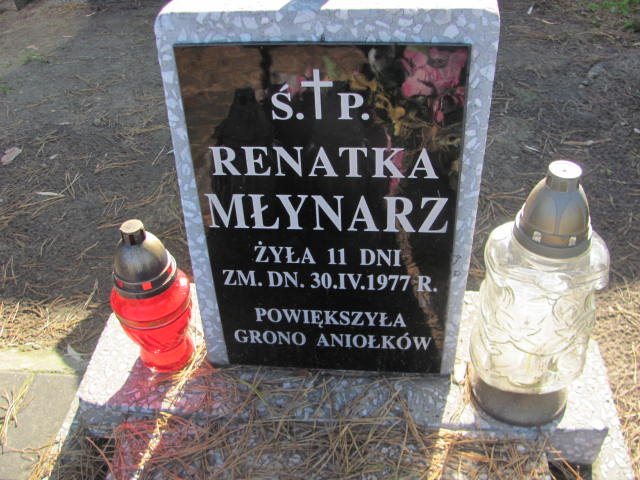 Ś. P.
RENATKA
MŁYNARZ
ŻYŁA 11 DNI
ZM. DN. 30.IV.1977 R.
POWIĘKSZYŁA
GRONO ANIOŁKÓW